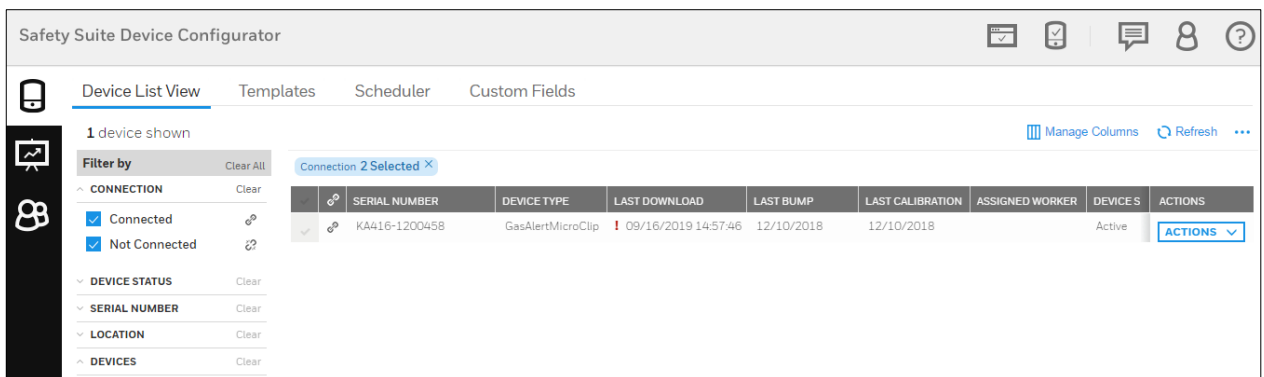 Safety Suite Device Configurator
Device List View Templates Scheduler Custom Fields
1 device shown
Manage Columns Refresh
Filter by Clear All
Connection 2 Selected ×
CONNECTION Clear
SERIAL NUMBER DEVICE TYPE LAST DOWNLOAD LAST BUMP LAST CALIBRATION ASSIGNED WORKER DEVICE S ACTIONS
Connected
KA416-1200458 GasAlertMicroClip ! 09/16/2019 14:57:46 12/10/2018 12/10/2018 Active ACTIONS
Not Connected
DEVICE STATUS Clear
SERIAL NUMBER Clear
LOCATION Clear
DEVICES Clear